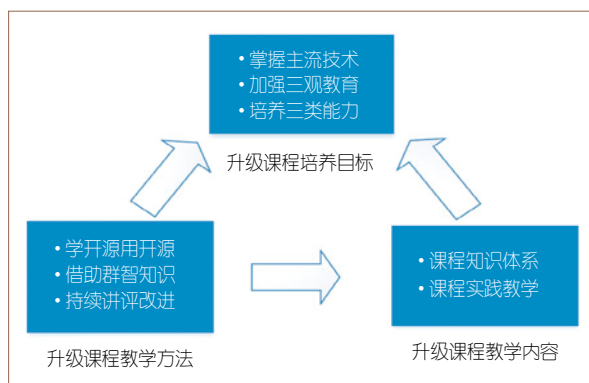 • 掌握主流技术
• 加强三观教育
• 培养三类能力
升级课程培养目标
• 学开源用开源
• 借助群智知识
• 持续讲评改进
升级课程教学方法
• 课程知识体系
• 课程实践教学
升级课程教学内容